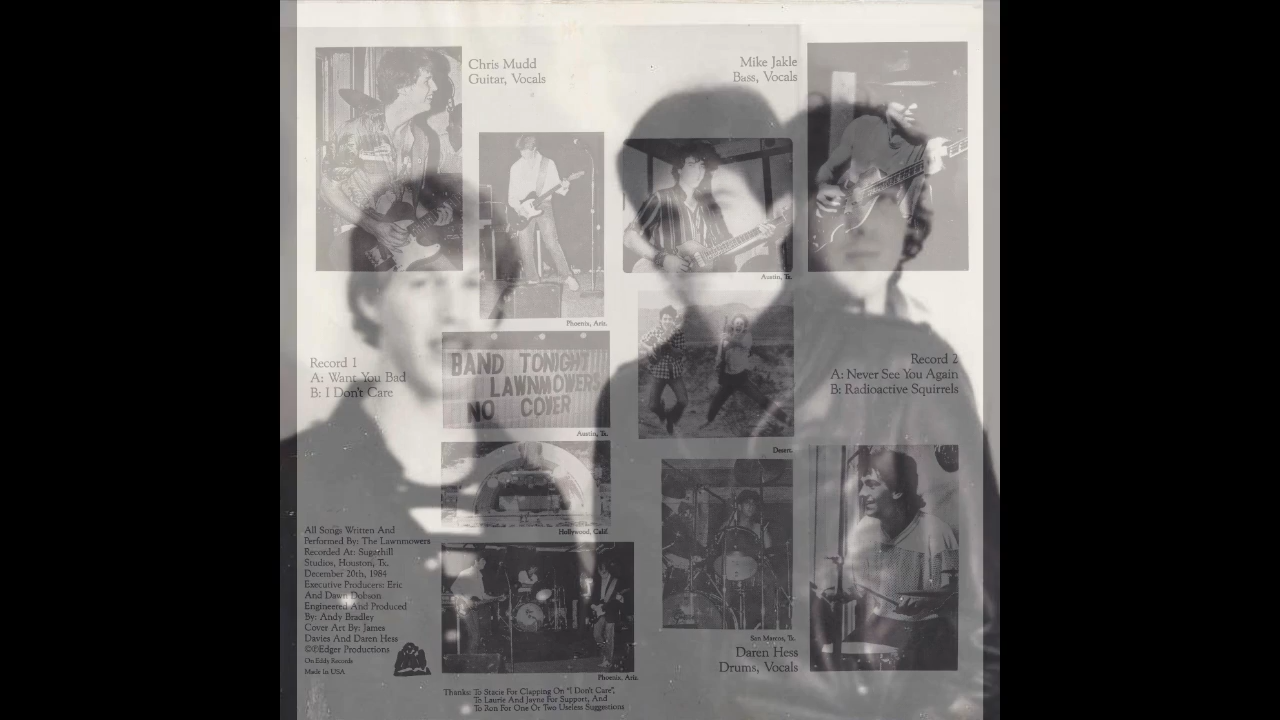 Chris Mudd
Guitar, Vocals
Mike Jakle
Bass, Vocals
Austin, Tx.
Phoenix, Ariz.
Record 1
A: Want You Bad
B: I Don't Care
BAND TONIGHT
LAWNMOWERS
NO COVER
Austin, Tx.
Record 2
A: Never See You Again
B: Radioactive Squirrels
Desert.
Hollywood, Calif.
All Songs Written And
Performed By: The Lawnmowers
Recorded At: Sugarhill
Studios, Houston, Tx.
December 20th, 1984
Executive Producers: Eric
And Dawn Dobson
Engineered And Produced
By: Andy Bradley
Cover Art By: James
Davies And Daren Hess
©℗Edger Productions
On Eddy Records
Made In USA
San Marcos, Tx.
Daren Hess
Drums, Vocals
Phoenix, Ariz.
Thanks: To Stacie For Clapping On "I Don't Care",
To Laurie And Jayne For Support, And
To Ron For One Or Two Useless Suggestions